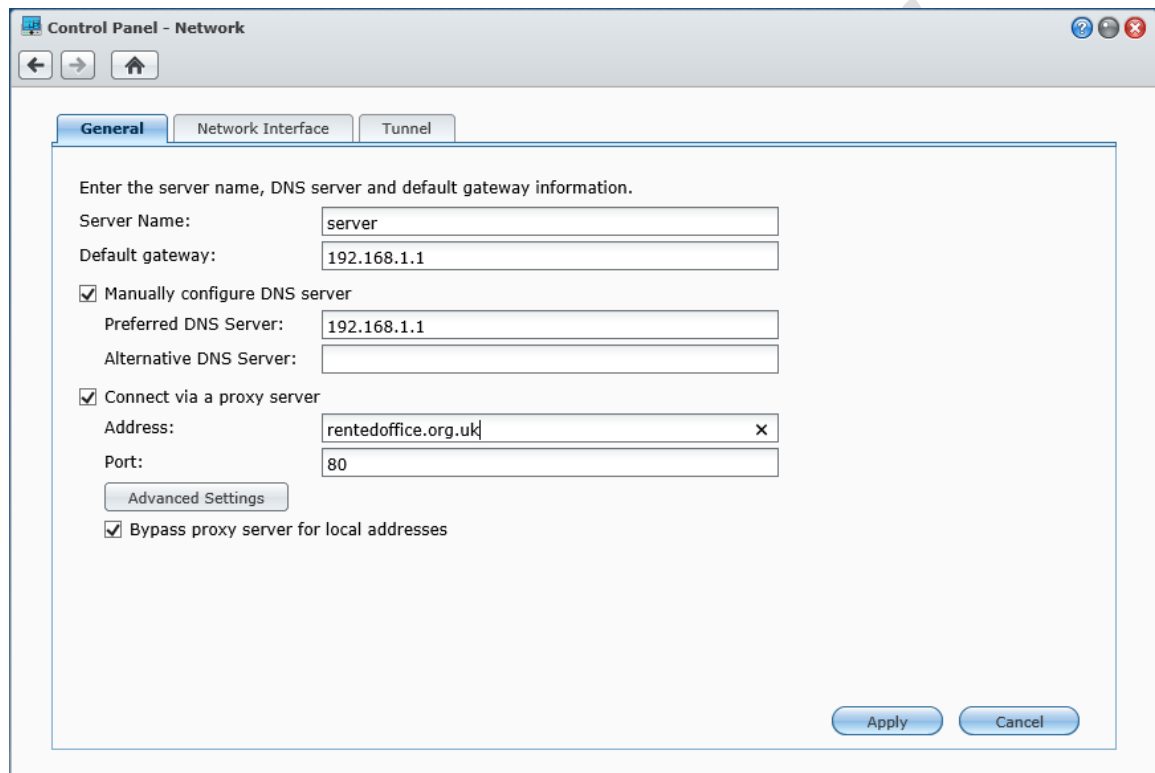 Control Panel - Network
General Network Interface Tunnel
Enter the server name, DNS server and default gateway information.
Server Name: server
Default gateway: 192.168.1.1
Manually configure DNS server
Preferred DNS Server: 192.168.1.1
Alternative DNS Server:
Connect via a proxy server
Address: rentedoffice.org.uk
Port: 80
Advanced Settings
Bypass proxy server for local addresses
Apply Cancel